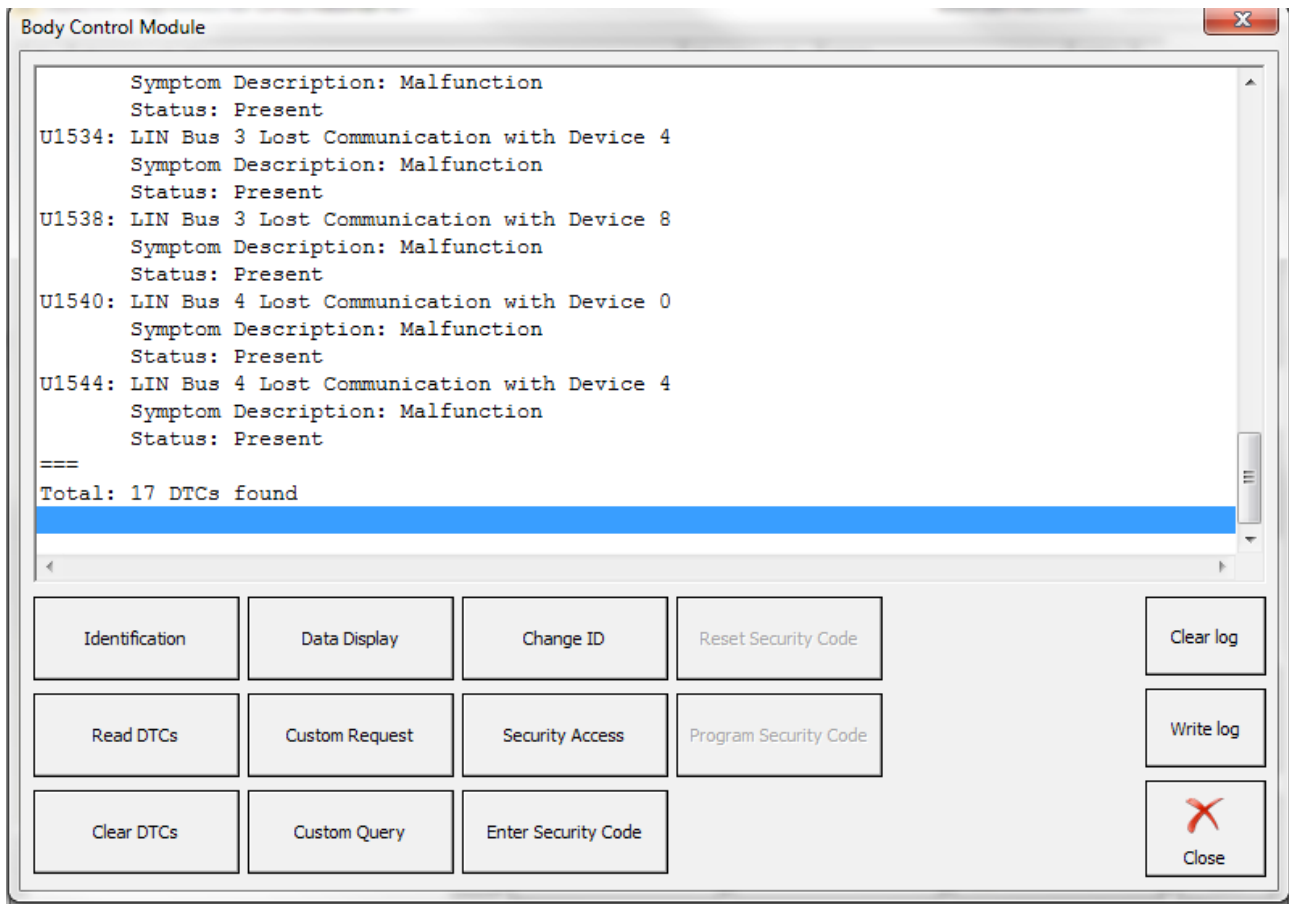 Body Control Module
Symptom Description: Malfunction
Status: Present
U1534: LIN Bus 3 Lost Communication with Device 4
Symptom Description: Malfunction
Status: Present
U1538: LIN Bus 3 Lost Communication with Device 8
Symptom Description: Malfunction
Status: Present
U1540: LIN Bus 4 Lost Communication with Device 0
Symptom Description: Malfunction
Status: Present
U1544: LIN Bus 4 Lost Communication with Device 4
Symptom Description: Malfunction
Status: Present
===
Total: 17 DTCs found
Identification
Data Display
Change ID
Reset Security Code
Clear log
Read DTCs
Custom Request
Security Access
Program Security Code
Write log
Clear DTCs
Custom Query
Enter Security Code
Close